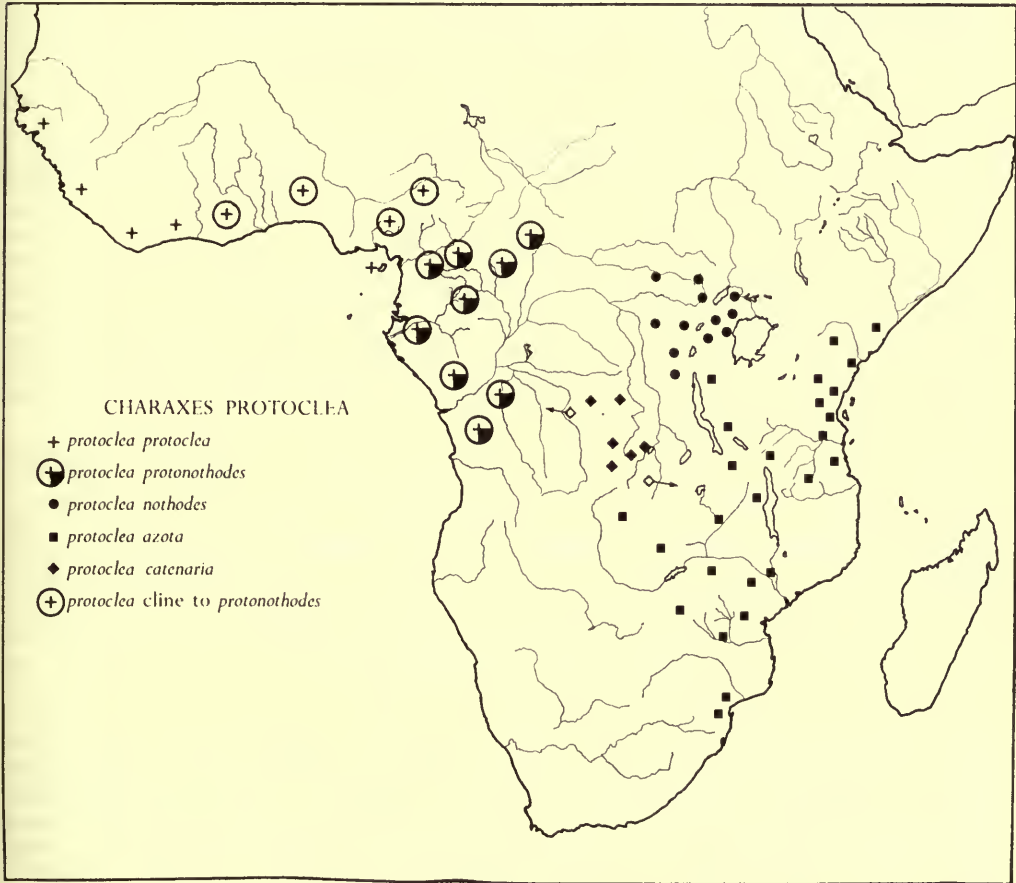 CHARAXES PROTOCLEA
protoclea protoclea
protoclea protonothodes
protoclea nothodes
protoclea azota
protoclea catenaria
protoclea cline to protonothodes